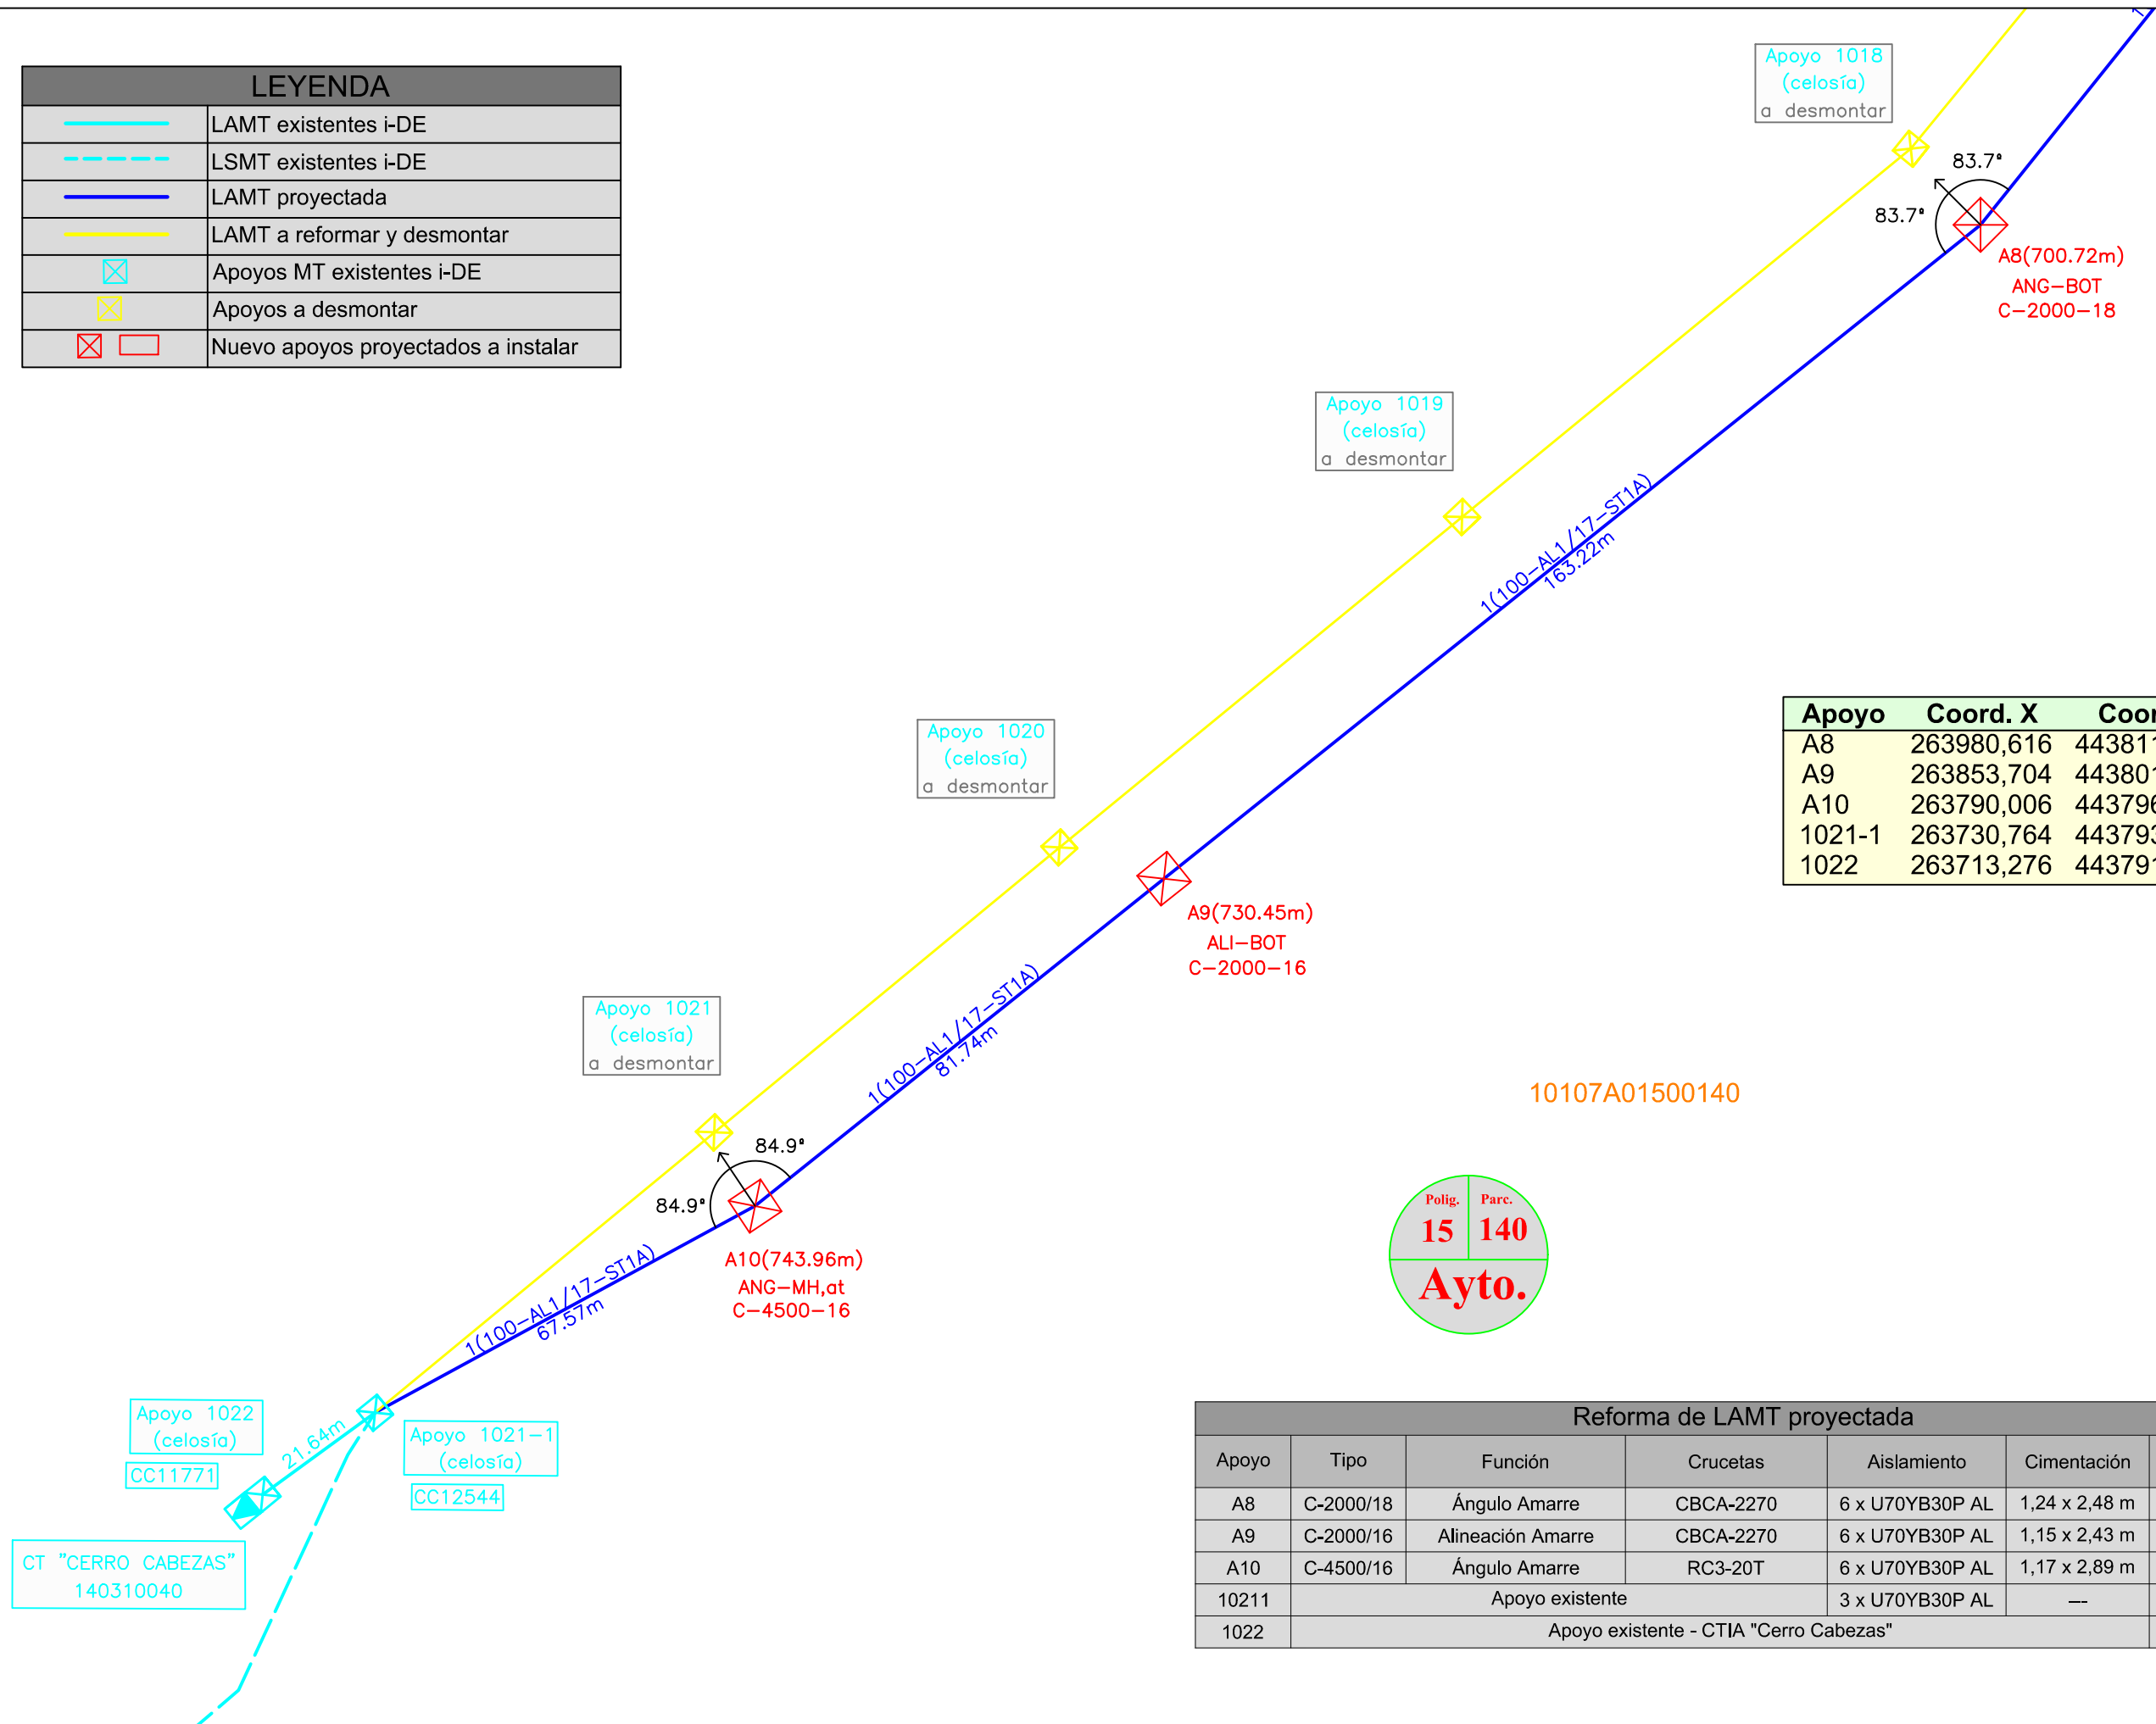 LEYENDA
LAMT existentes i-DE
LSMT existentes i-DE
LAMT proyectada
LAMT a reformar y desmontar
Apoyos MT existentes i-DE
Apoyos a desmontar
Nuevo apoyos proyectados a instalar
Apoyo 1018
(celosía)
a desmontar
83.7º
83.7º
A8(700.72m)
ANG-BOT
C-2000-18
Apoyo 1019
(celosía)
a desmontar
1(100-AL1/17-ST1A)
163.22m
Apoyo 1020
(celosía)
a desmontar
Apoyo Coord. X
A8 263980,616
A9 263853,704
A10 263790,006
1021-1 263730,764
1022 263713,276
A9(730.45m)
ALI-BOT
C-2000-16
1(100-AL1/17-ST1A)
81.74m
Apoyo 1021
(celosía)
a desmontar
84.9º
84.9º
A10(743.96m)
ANG-MH,at
C-4500-16
10107A01500140
Polig. Parc.
15 140
Ayto.
1(100-AL1/17-ST1A)
67.57m
Apoyo 1022
(celosía)
CC11771
21.64m
Apoyo 1021-1
(celosía)
CC12544
CT "CERRO CABEZAS"
140310040
Reforma de LAMT proyectada
Apoyo Tipo Función Crucetas Aislamiento Cimentación
A8 C-2000/18 Ángulo Amarre CBCA-2270 6 x U70YB30P AL 1,24 x 2,48 m
A9 C-2000/16 Alineación Amarre CBCA-2270 6 x U70YB30P AL 1,15 x 2,43 m
A10 C-4500/16 Ángulo Amarre RC3-20T 6 x U70YB30P AL 1,17 x 2,89 m
10211 Apoyo existente 3 x U70YB30P AL ---
1022 Apoyo existente - CTIA "Cerro Cabezas"